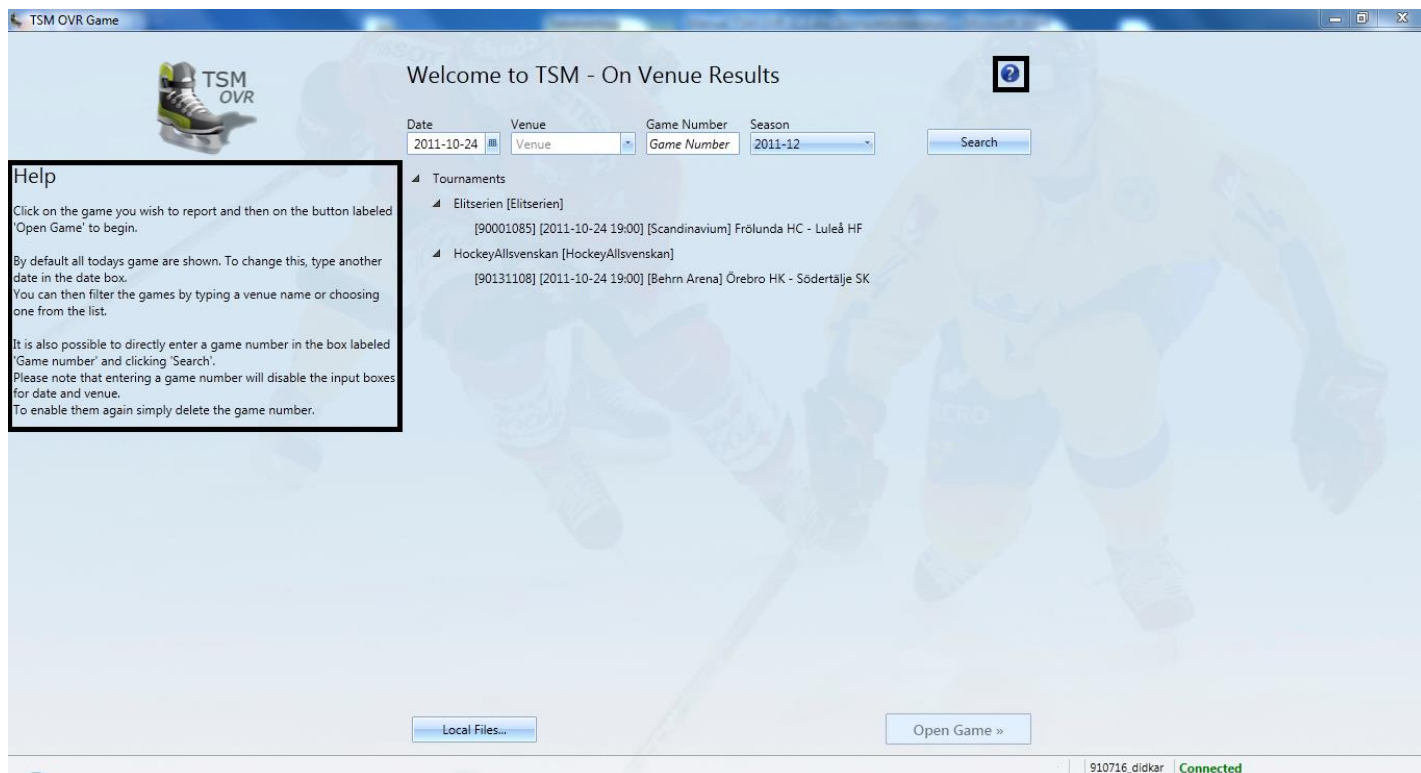 TSM OVR Game
TSM
OVR
Welcome to TSM - On Venue Results
?
Date
Venue
Game Number
Season
2011-10-24
Venue
Game Number
2011-12
Search
Help
Click on the game you wish to report and then on the button labeled
'Open Game' to begin.
By default all todays game are shown. To change this, type another
date in the date box.
You can then filter the games by typing a venue name or choosing
one from the list.
It is also possible to directly enter a game number in the box labeled
'Game number' and clicking 'Search'.
Please note that entering a game number will disable the input boxes
for date and venue.
To enable them again simply delete the game number.
Tournaments
Elitserien [Elitserien]
[90001085] [2011-10-24 19:00] [Scandinavium] Frölunda HC - Luleå HF
HockeyAllsvenskan [HockeyAllsvenskan]
[90131108] [2011-10-24 19:00] [Behrn Arena] Örebro HK - Södertälje SK
Local Files...
Open Game »
910716_didkar
Connected